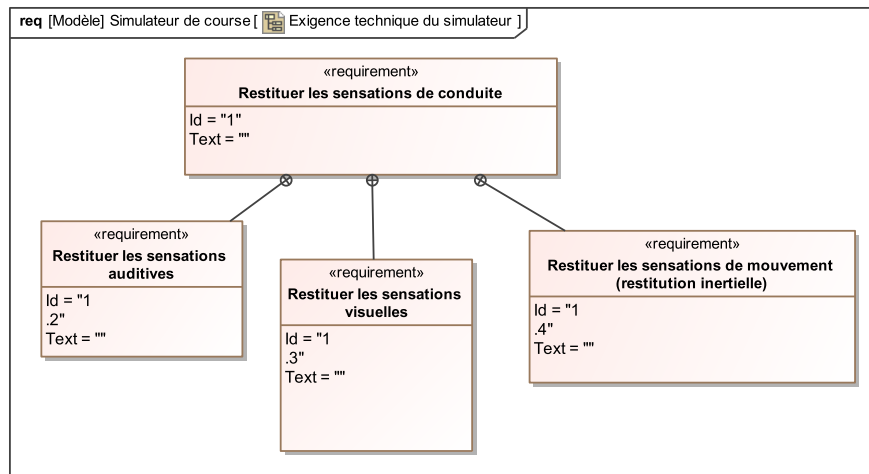 req [Modèle] Simulateur de course [ Exigence technique du simulateur ]
«requirement»
Restituer les sensations de conduite
Id = "1"
Text = ""
«requirement»
Restituer les sensations
auditives
Id = "1
.2"
Text = ""
«requirement»
Restituer les sensations
visuelles
Id = "1
.3"
Text = ""
«requirement»
Restituer les sensations de mouvement
(restitution inertielle)
Id = "1
.4"
Text = ""